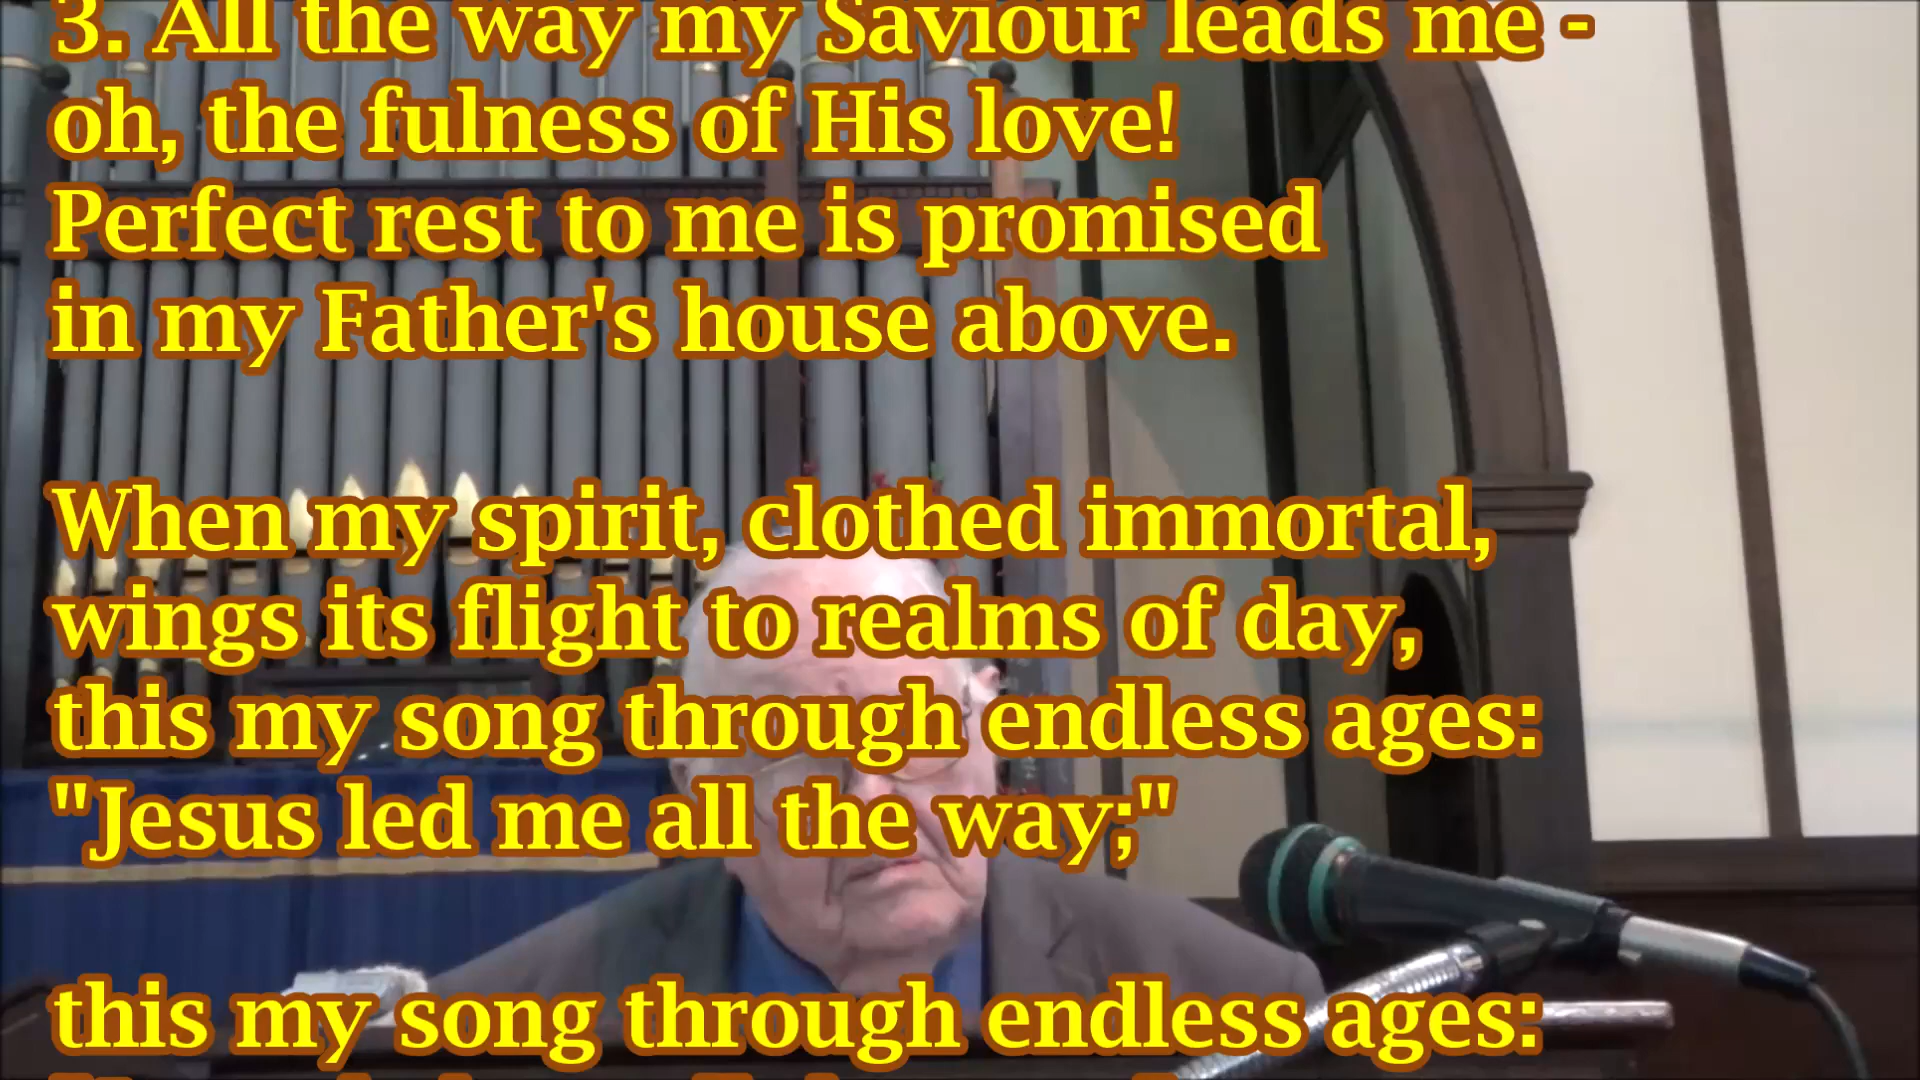 3. All the way my Saviour leads me -
oh, the fulness of His love!
Perfect rest to me is promised
in my Father's house above.
When my spirit, clothed immortal,
wings its flight to realms of day,
this my song through endless ages:
"Jesus led me all the way;"
this my song through endless ages: